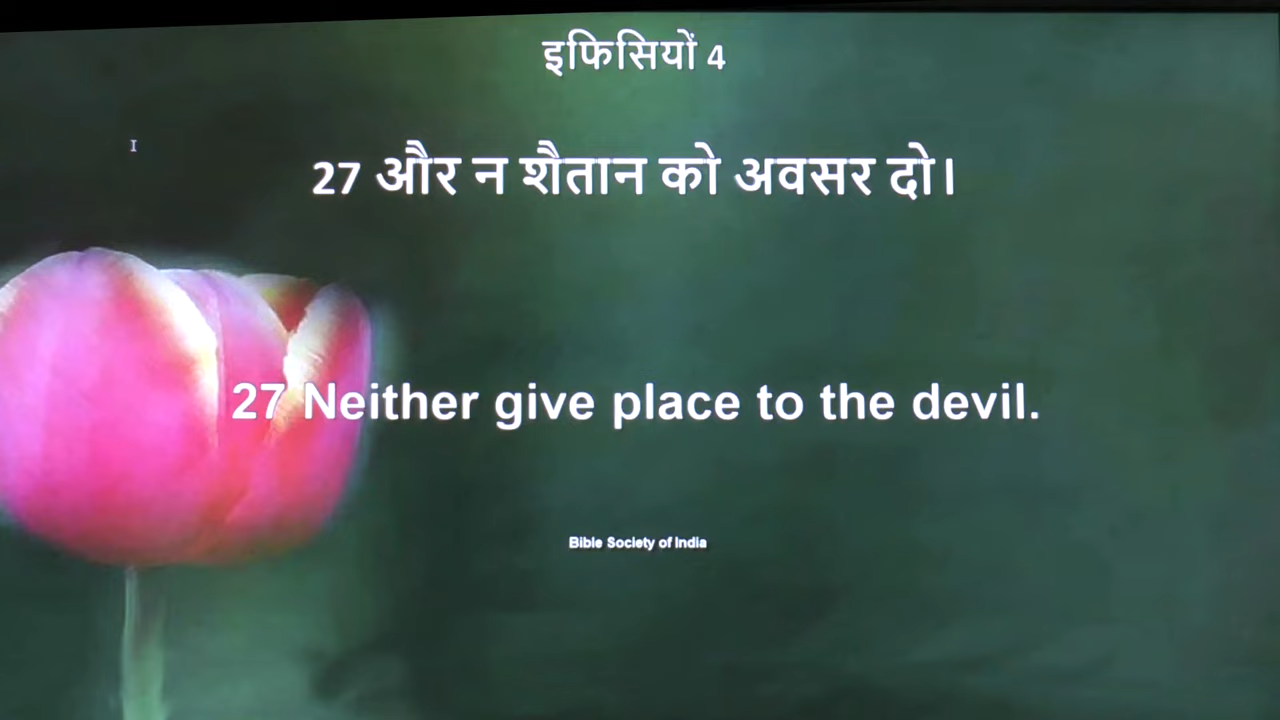 इफिसियों 4
27 और न शैतान को अवसर दो।
27 Neither give place to the devil.
Bible Society of India